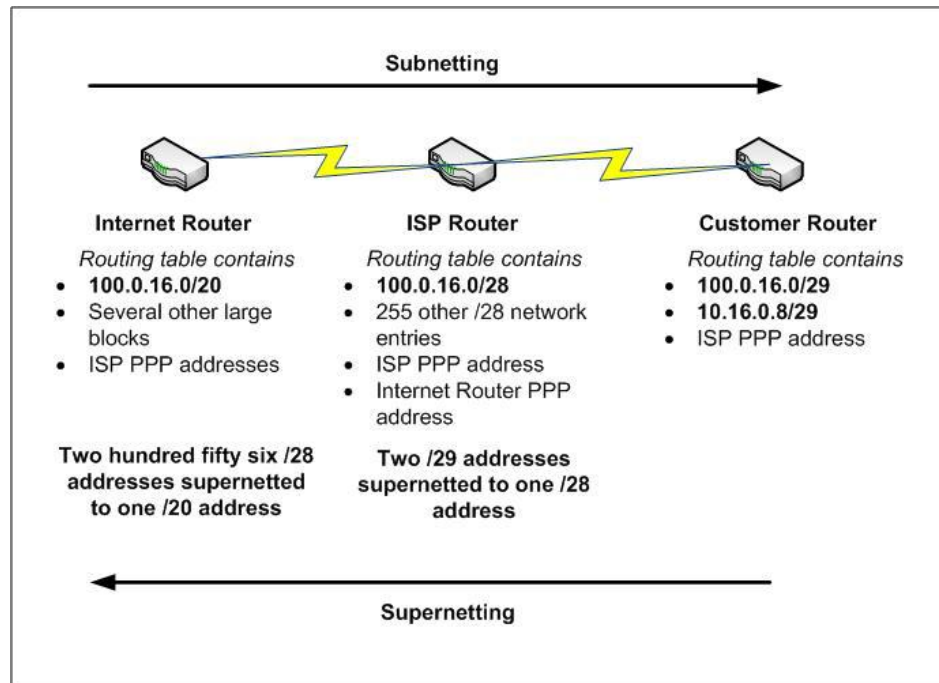 Subnetting
Internet Router
Routing table contains
• 100.0.16.0/20
• Several other large
blocks
• ISP PPP addresses
Two hundred fifty six /28
addresses supernetted
to one /20 address
ISP Router
Routing table contains
• 100.0.16.0/28
• 255 other /28 network
entries
• ISP PPP address
• Internet Router PPP
address
Two /29 addresses
supernetted to one /28
address
Customer Router
Routing table contains
• 100.0.16.0/29
• 10.16.0.8/29
• ISP PPP address
Supernetting